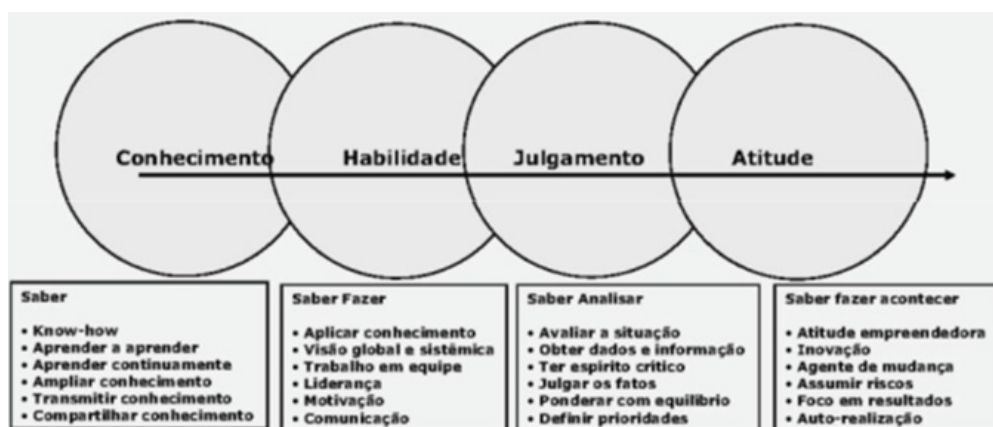 Conhecimento
Habilidade
Julgamento
Atitude
Saber
• Know-how
• Aprender a aprender
• Aprender continuamente
• Ampliar conhecimento
• Transmitir conhecimento
• Compartilhar conhecimento
Saber Fazer
• Aplicar conhecimento
• Visão global e sistêmica
• Trabalho em equipe
• Liderança
• Motivação
• Comunicação
Saber Analisar
• Avaliar a situação
• Obter dados e informação
• Ter espírito crítico
• Julgar os fatos
• Ponderar com equilíbrio
• Definir prioridades
Saber fazer acontecer
• Atitude empreendedora
• Inovação
• Agente de mudança
• Assumir riscos
• Foco em resultados
• Auto-realização